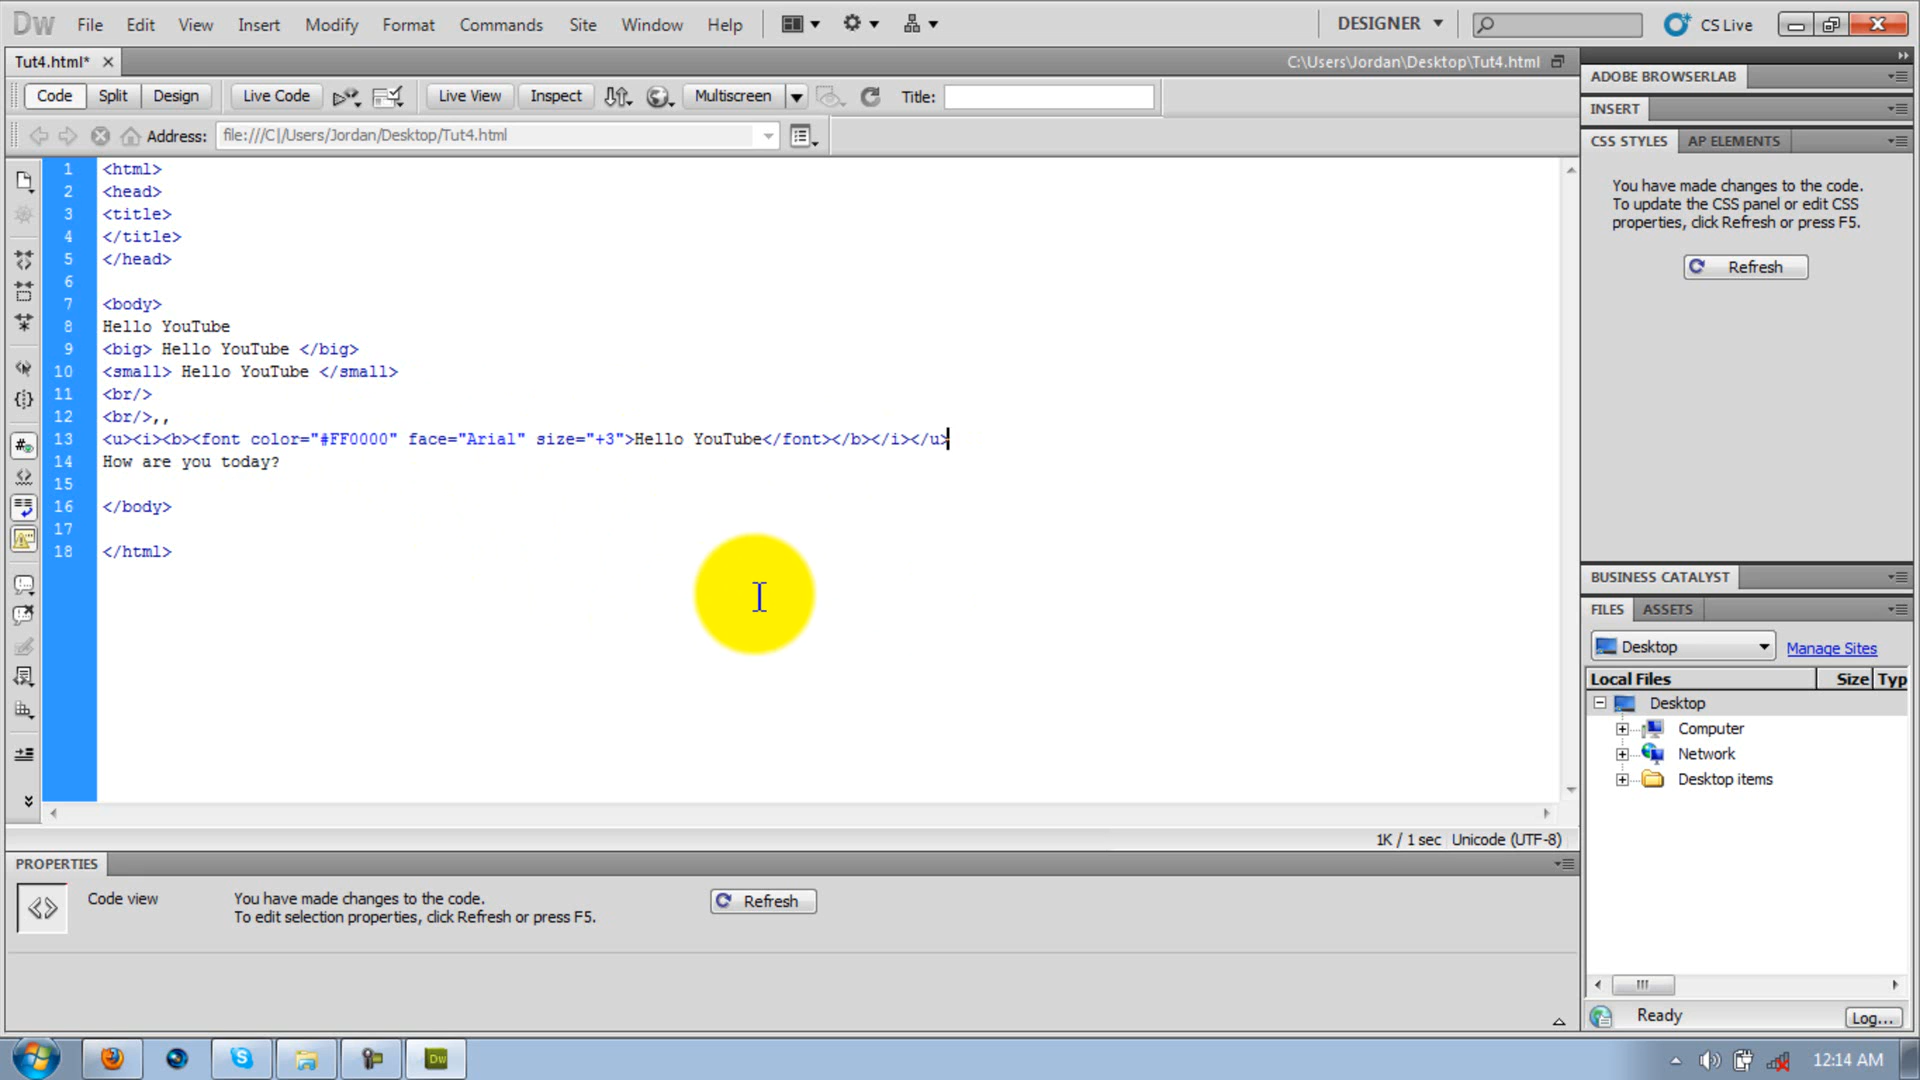 Dw File Edit View Insert Modify Format Commands Site Window Help DESIGNER CS Live
Tut4.html* C:\Users\Jordan\Desktop\Tut4.html
Code Split Design Live Code Live View Inspect Multiscreen Title:
Address: file:///C|/Users/Jordan/Desktop/Tut4.html
1 <html>
2 <head>
3 <title>
4 </title>
5 </head>
6
7 <body>
8 Hello YouTube
9 <big> Hello YouTube </big>
10 <small> Hello YouTube </small>
11 <br/>
12 <br/>,,
13 <u><i><b><font color="#FF0000" face="Arial" size="+3">Hello YouTube</font></b></i></u>
14 How are you today?
15
16 </body>
17
18 </html>
1K / 1 sec Unicode (UTF-8)
PROPERTIES
Code view
You have made changes to the code.
To edit selection properties, click Refresh or press F5.
Refresh
ADOBE BROWSERLAB
INSERT
CSS STYLES AP ELEMENTS
You have made changes to the code.
To update the CSS panel or edit CSS
properties, click Refresh or press F5.
Refresh
BUSINESS CATALYST
FILES ASSETS
Desktop Manage Sites
Local Files Size Typ
Desktop
Computer
Network
Desktop items
Ready Log...
Dw 12:14 AM